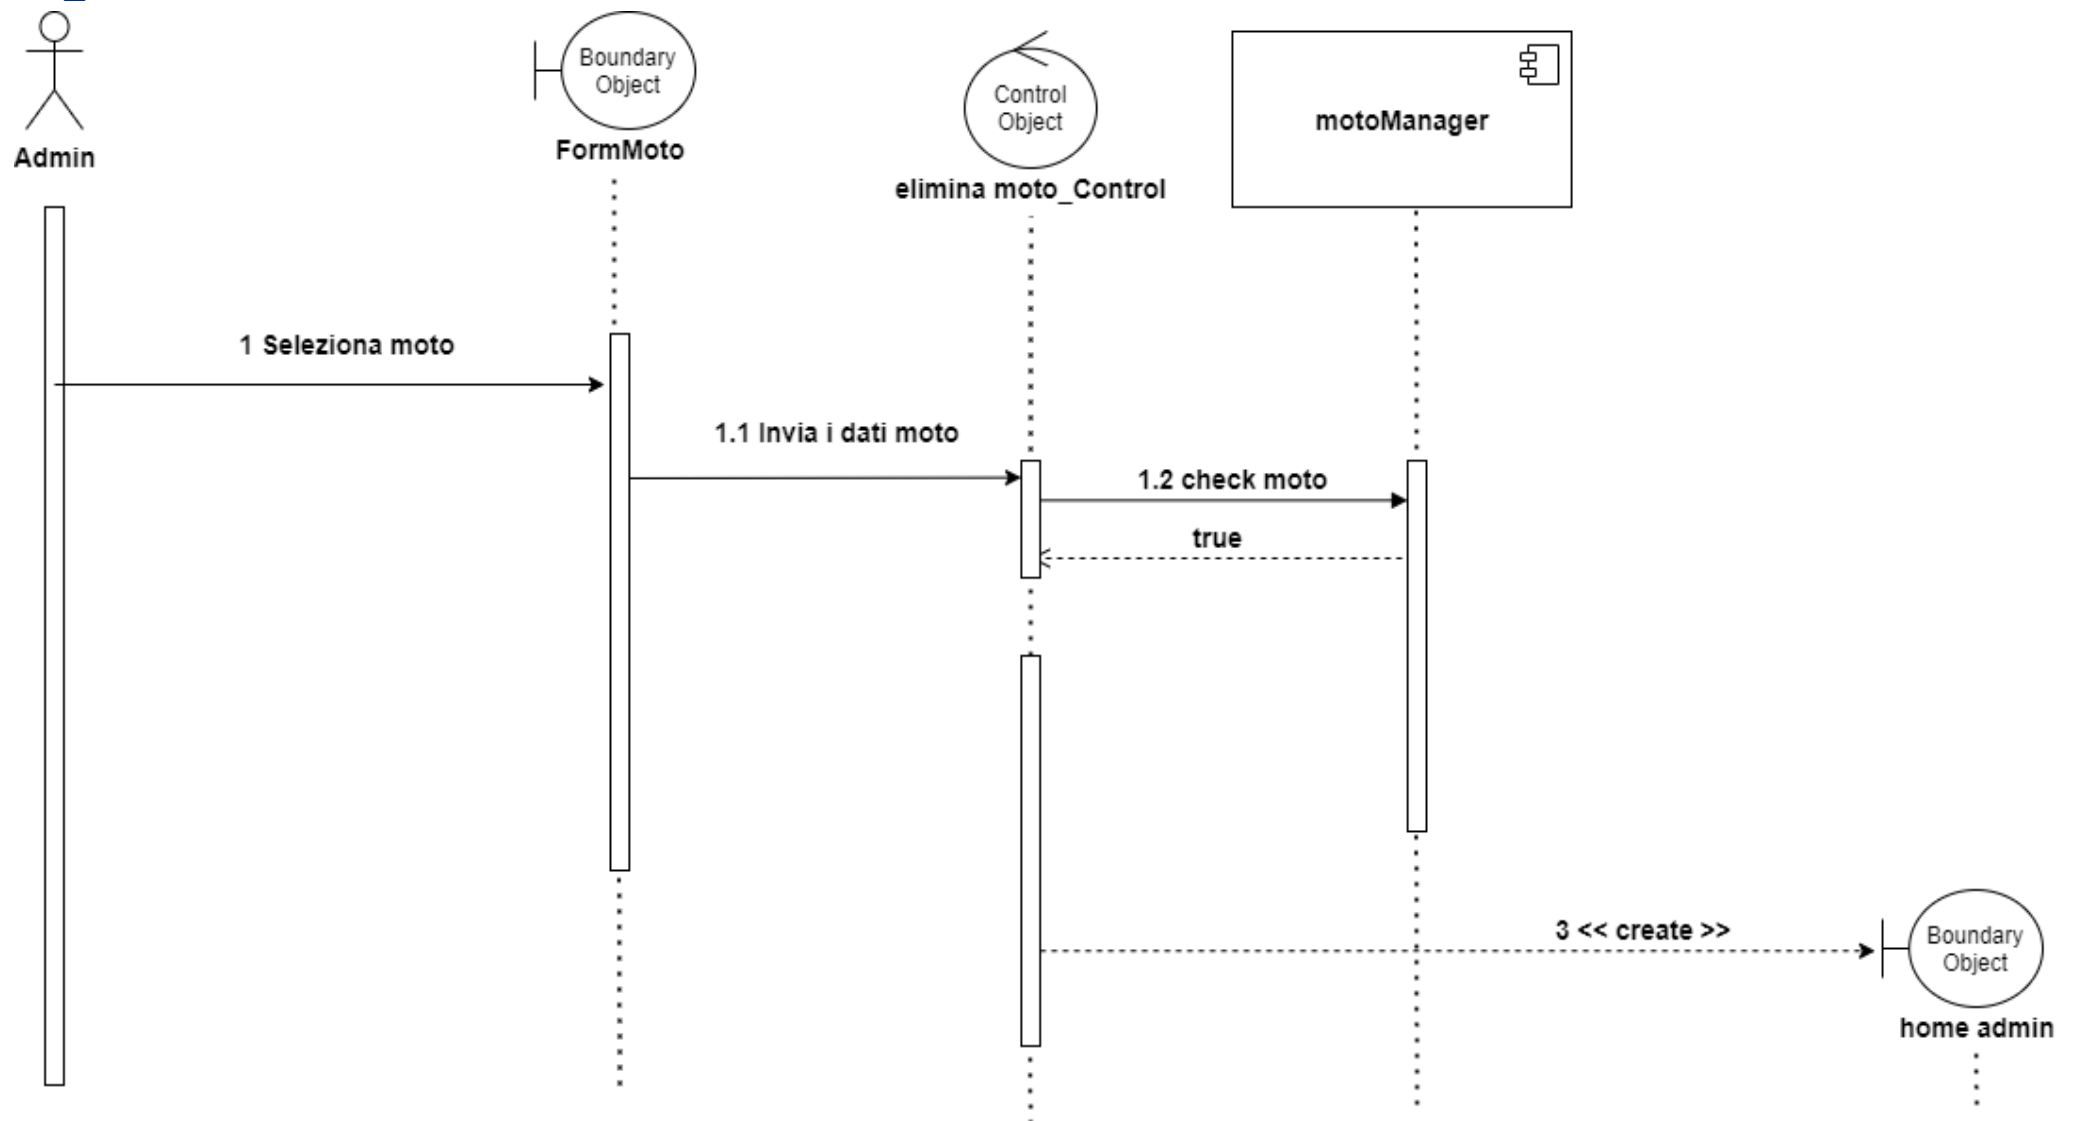 Boundary
Object
FormMoto
Control
Object
elimina moto_Control
motoManager
Admin
1 Seleziona moto
1.1 Invia i dati moto
1.2 check moto
true
3 << create >>
Boundary
Object
home admin